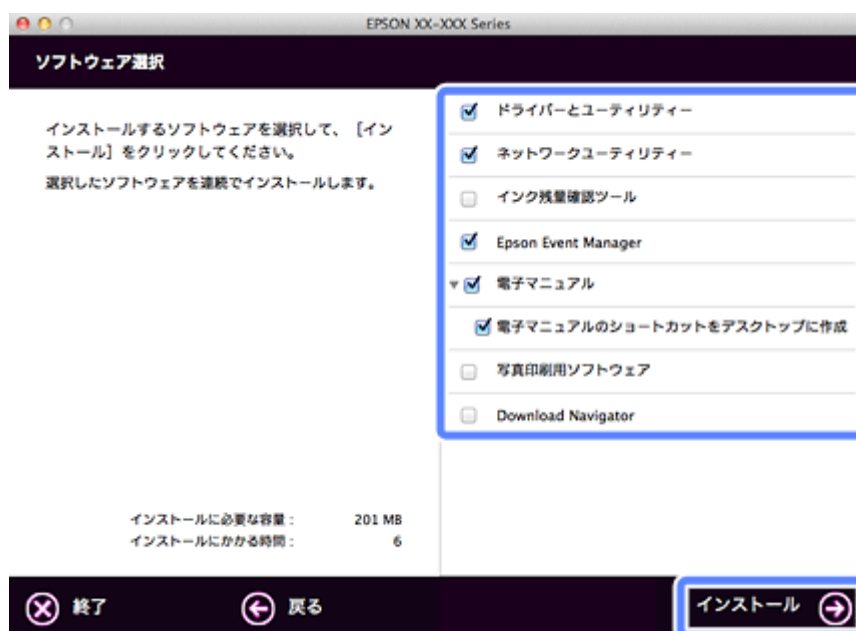 EPSON XX-XXX Series
ソフトウェア選択
インストールするソフトウェアを選択して、［イン
ストール］をクリックしてください。
選択したソフトウェアを連続でインストールします。
ドライバーとユーティリティー
ネットワークユーティリティー
インク残量確認ツール
Epson Event Manager
電子マニュアル
電子マニュアルのショートカットをデスクトップに作成
写真印刷用ソフトウェア
Download Navigator
インストールに必要な容量： 201 MB
インストールにかかる時間： 6
終了
戻る
インストール